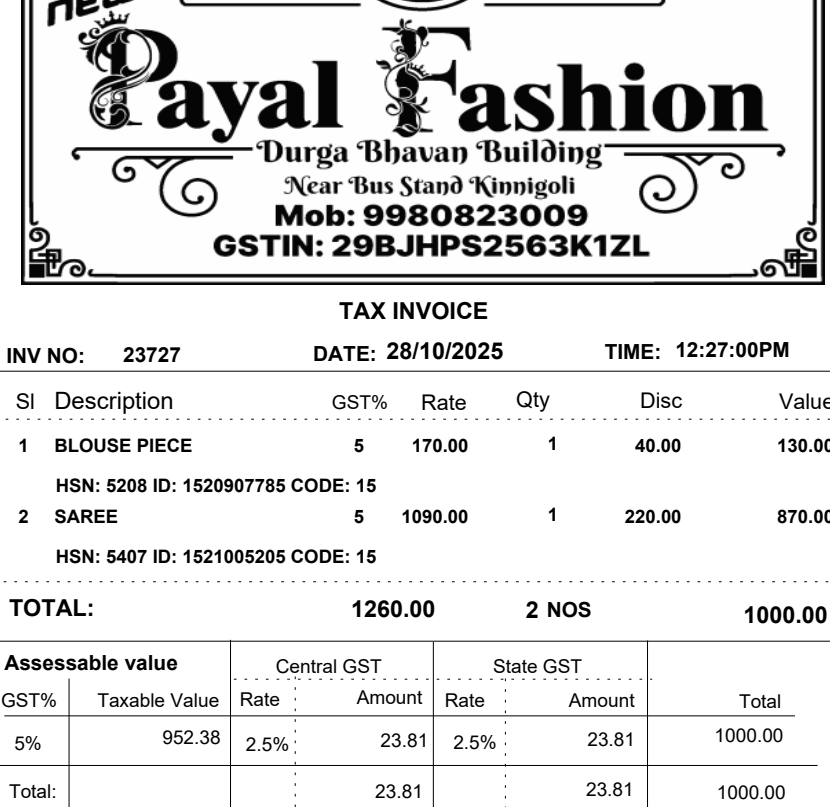 new
Payal Fashion
Durga Bhavan Building
Near Bus Stand Kinnigoli
Mob: 9980823009
GSTIN: 29BJHPS2563K1ZL
TAX INVOICE
INV NO: 23727 DATE: 28/10/2025 TIME: 12:27:00PM
Sl Description GST% Rate Qty Disc Value
1 BLOUSE PIECE 5 170.00 1 40.00 130.00
HSN: 5208 ID: 1520907785 CODE: 15
2 SAREE 5 1090.00 1 220.00 870.00
HSN: 5407 ID: 1521005205 CODE: 15
TOTAL: 1260.00 2 NOS 1000.00
Assessable value Central GST State GST
GST% Taxable Value Rate Amount Rate Amount Total
5% 952.38 2.5% 23.81 2.5% 23.81 1000.00
Total: 23.81 23.81 1000.00